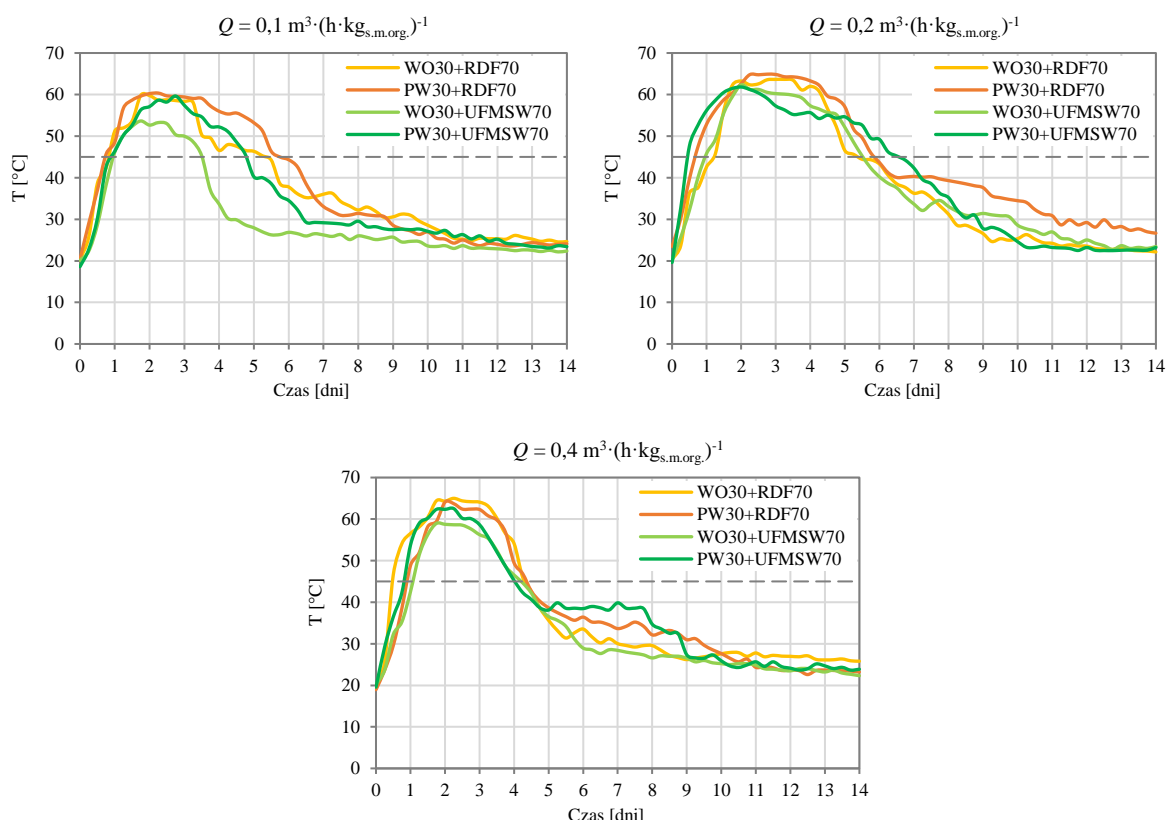 Q = 0,1 m³·(h·kg s.m.org.)⁻¹
70
60
50
40
30
20
10
0
T [°C]
WO30+RDF70
PW30+RDF70
WO30+UFMSW70
PW30+UFMSW70
0 1 2 3 4 5 6 7 8 9 10 11 12 13 14
Czas [dni]
Q = 0,2 m³·(h·kg s.m.org.)⁻¹
70
60
50
40
30
20
10
0
T [°C]
WO30+RDF70
PW30+RDF70
WO30+UFMSW70
PW30+UFMSW70
0 1 2 3 4 5 6 7 8 9 10 11 12 13 14
Czas [dni]
Q = 0,4 m³·(h·kg s.m.org.)⁻¹
70
60
50
40
30
20
10
0
T [°C]
WO30+RDF70
PW30+RDF70
WO30+UFMSW70
PW30+UFMSW70
0 1 2 3 4 5 6 7 8 9 10 11 12 13 14
Czas [dni]